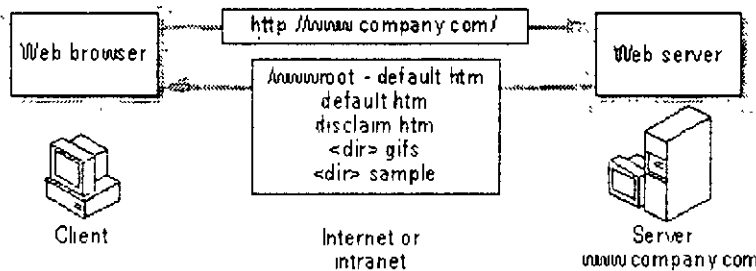 http //www company com/
Web browser
Web server
/wwwroot - default htm
default htm
disclaim htm
<dir> gifs
<dir> sample
Client
Internet or
intranet
Server
www company com